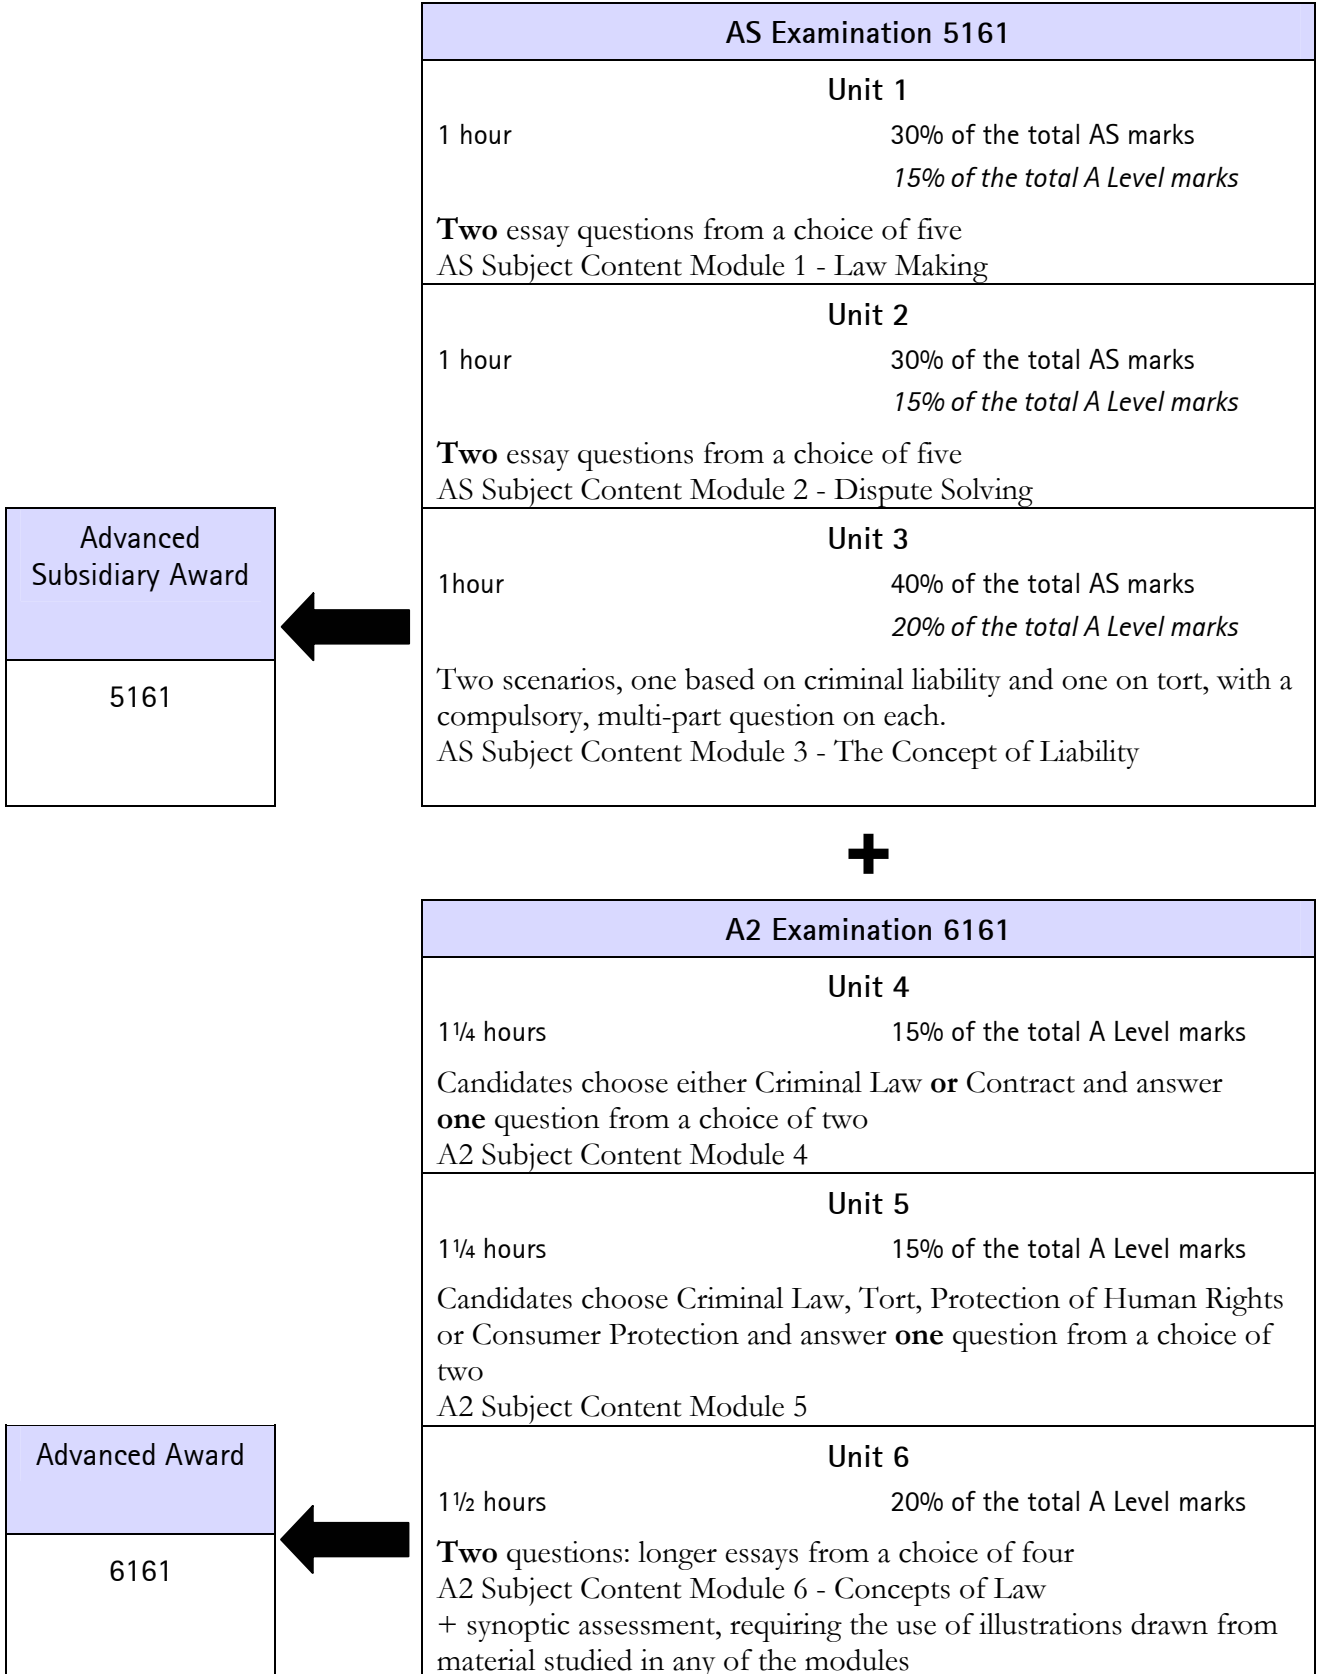 AS Examination 5161
Unit 1
1 hour 30% of the total AS marks
15% of the total A Level marks
Two essay questions from a choice of five
AS Subject Content Module 1 - Law Making
Unit 2
1 hour 30% of the total AS marks
15% of the total A Level marks
Two essay questions from a choice of five
AS Subject Content Module 2 - Dispute Solving
Advanced
Subsidiary Award
5161
Unit 3
1hour 40% of the total AS marks
20% of the total A Level marks
Two scenarios, one based on criminal liability and one on tort, with a
compulsory, multi-part question on each.
AS Subject Content Module 3 - The Concept of Liability
+
A2 Examination 6161
Unit 4
1¼ hours 15% of the total A Level marks
Candidates choose either Criminal Law or Contract and answer
one question from a choice of two
A2 Subject Content Module 4
Unit 5
1¼ hours 15% of the total A Level marks
Candidates choose Criminal Law, Tort, Protection of Human Rights
or Consumer Protection and answer one question from a choice of
two
A2 Subject Content Module 5
Advanced Award
6161
Unit 6
1½ hours 20% of the total A Level marks
Two questions: longer essays from a choice of four
A2 Subject Content Module 6 - Concepts of Law
+ synoptic assessment, requiring the use of illustrations drawn from
material studied in any of the modules